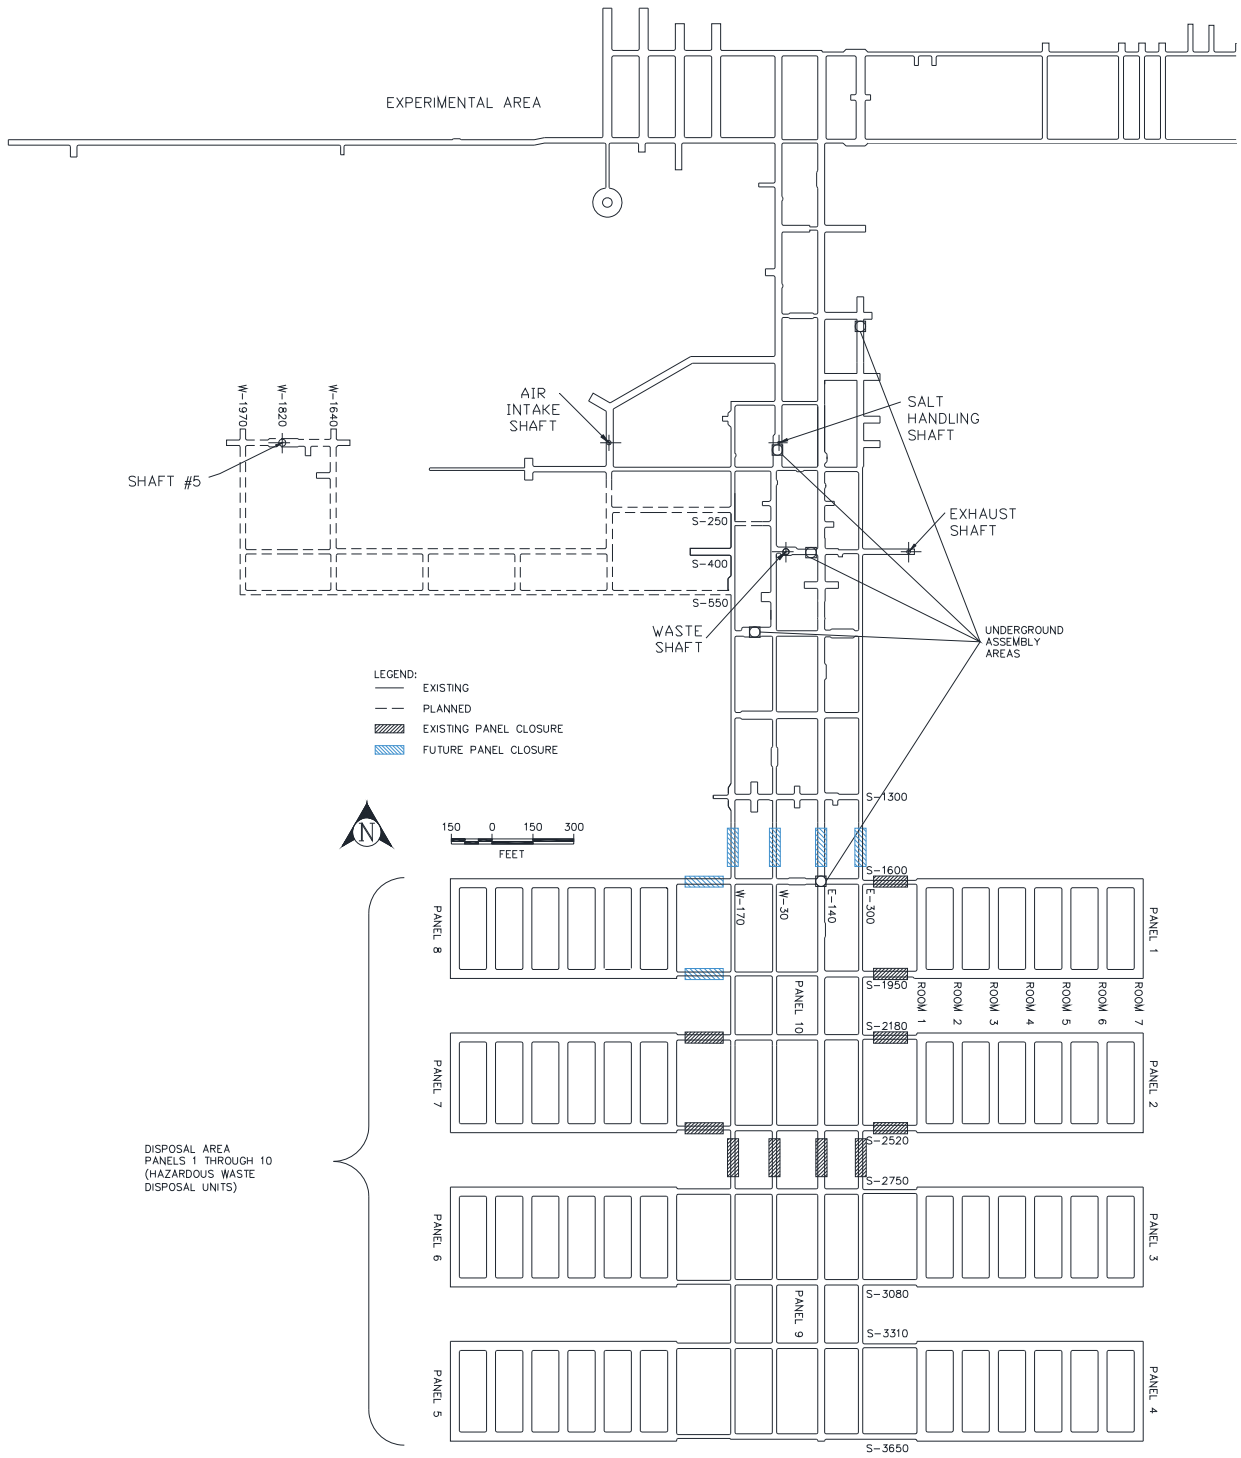 EXPERIMENTAL AREA
W-1970
W-1820
W-1640
AIR
INTAKE
SHAFT
SALT
HANDLING
SHAFT
SHAFT #5
S-250
EXHAUST
SHAFT
S-400
S-550
WASTE
SHAFT
UNDERGROUND
ASSEMBLY
AREAS
LEGEND:
EXISTING
PLANNED
EXISTING PANEL CLOSURE
FUTURE PANEL CLOSURE
S-1300
N
150 0 150 300
FEET
S-1600
W-170
W-30
E-140
E-300
PANEL 8
PANEL 1
S-1950
PANEL 10
ROOM 1
ROOM 2
ROOM 3
ROOM 4
ROOM 5
ROOM 6
ROOM 7
S-2180
PANEL 7
PANEL 2
S-2520
DISPOSAL AREA
PANELS 1 THROUGH 10
(HAZARDOUS WASTE
DISPOSAL UNITS)
S-2750
PANEL 6
PANEL 3
S-3080
PANEL 9
S-3310
PANEL 5
PANEL 4
S-3650